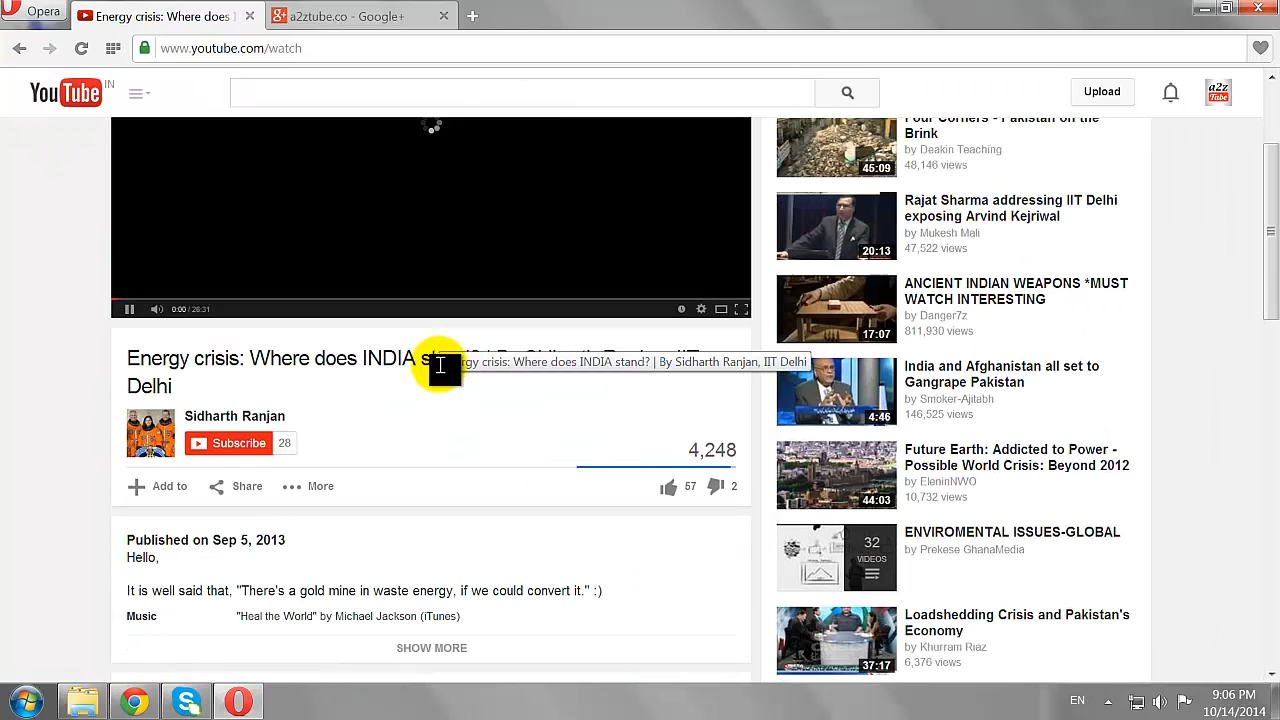 Opera
Energy crisis: Where does
a2ztube.co - Google+
www.youtube.com/watch
YouTube IN
Upload
a2z Tube
Four Corners - Pakistan on the
Brink
by Deakin Teaching
48,146 views
45:09
Rajat Sharma addressing IIT Delhi
exposing Arvind Kejriwal
by Mukesh Mali
47,522 views
20:13
ANCIENT INDIAN WEAPONS *MUST
WATCH INTERESTING
by Danger7z
811,930 views
17:07
India and Afghanistan all set to
Gangrape Pakistan
by Smoker-Ajitabh
146,525 views
4:46
Future Earth: Addicted to Power -
Possible World Crisis: Beyond 2012
by EleninNWO
10,732 views
44:03
ENVIROMENTAL ISSUES-GLOBAL
by Prekese GhanaMedia
32
VIDEOS
Loadshedding Crisis and Pakistan's
Economy
by Khurram Riaz
6,376 views
37:17
0:00 / 26:31
Energy crisis: Where does INDIA
Delhi
crisis: Where does INDIA stand? | By Sidharth Ranjan, IIT Delhi
Sidharth Ranjan
Subscribe 28
4,248
Add to Share More
57 2
Published on Sep 5, 2013
Hello,
well said that, "There's a gold mine in waste energy, if we could convert it." :)
Music "Heal the World" by Michael Jackson (iTunes)
SHOW MORE
EN
9:06 PM
10/14/2014